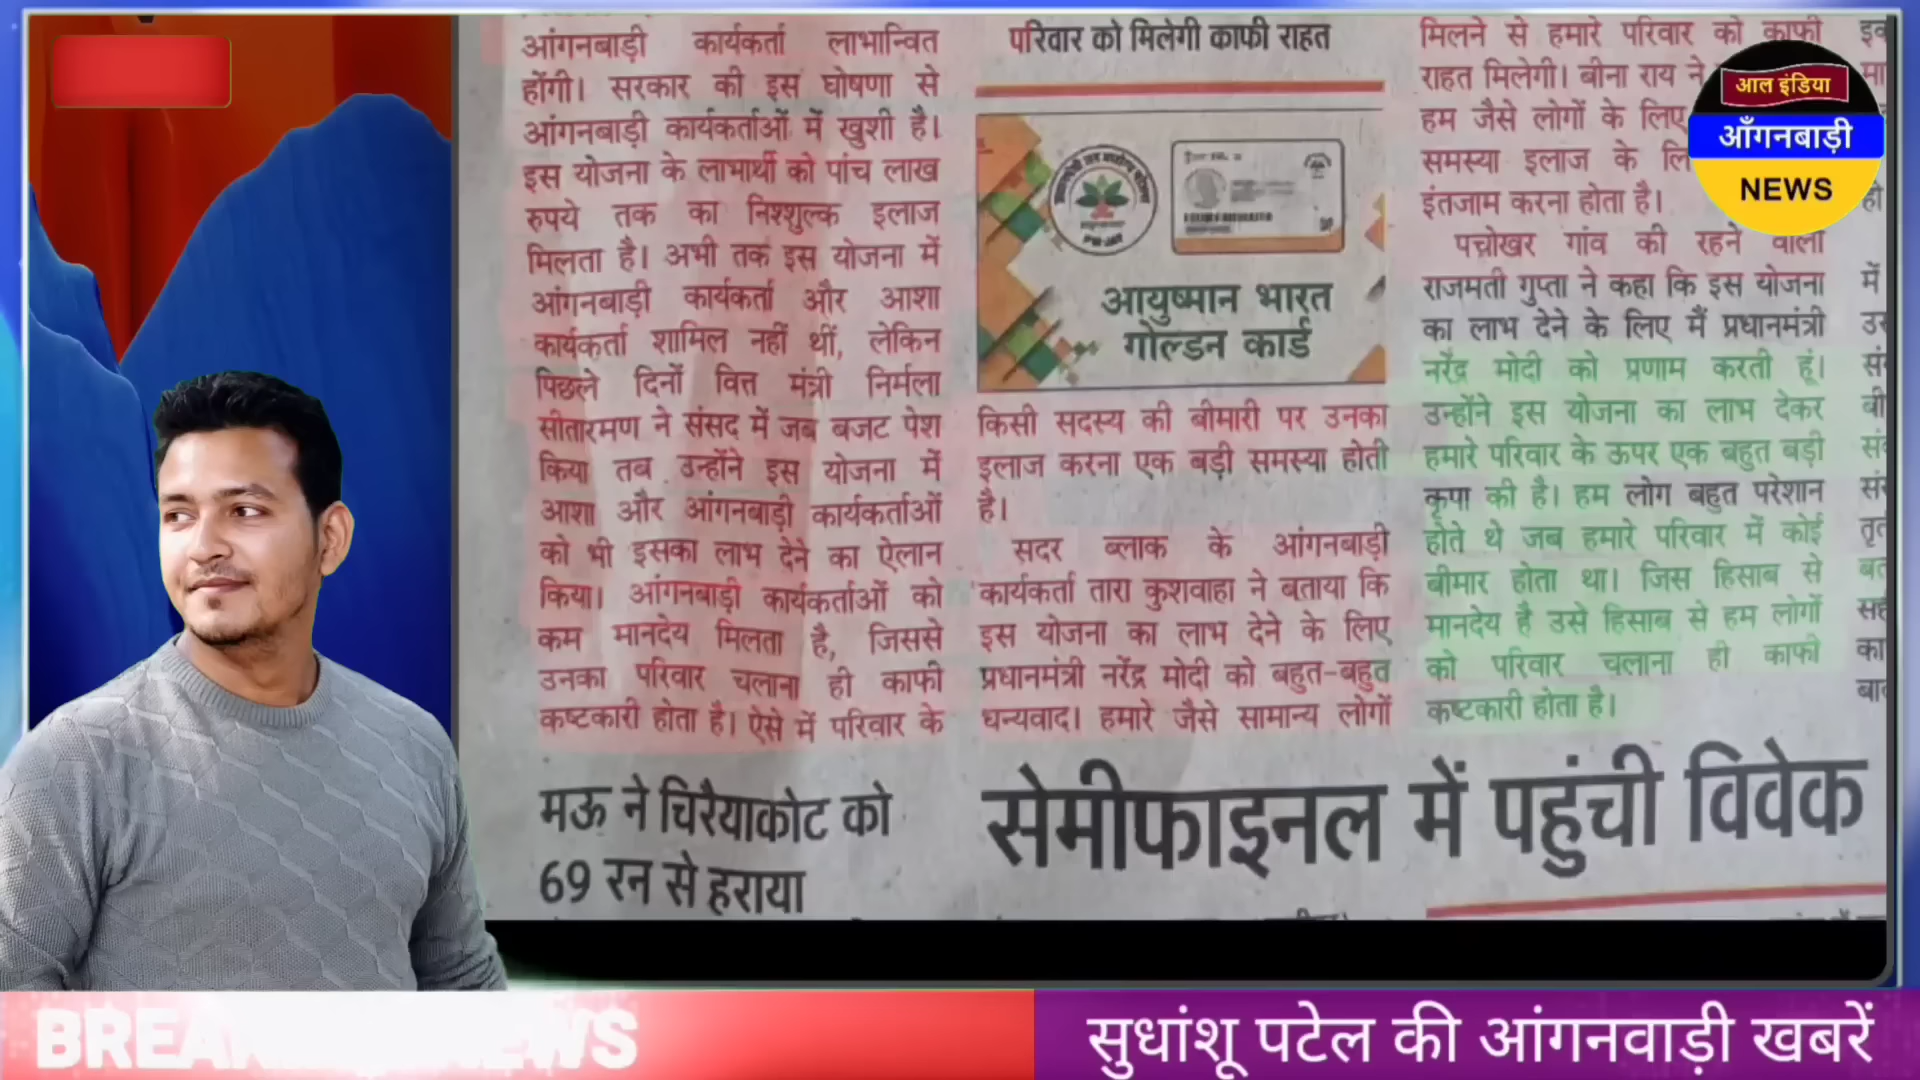 आंगनबाड़ी कार्यकर्ता लाभान्वित
होंगी। सरकार की इस घोषणा से
आंगनबाड़ी कार्यकर्ताओं में खुशी है।
इस योजना के लाभार्थी को पांच लाख
रुपये तक का निश्शुल्क इलाज
मिलता है। अभी तक इस योजना में
आंगनबाड़ी कार्यकर्ता और आशा
कार्यकर्ता शामिल नहीं थीं, लेकिन
पिछले दिनों वित्त मंत्री निर्मला
सीतारमण ने संसद में जब बजट पेश
किया तब उन्होंने इस योजना में
आशा और आंगनबाड़ी कार्यकर्ताओं
को भी इसका लाभ देने का ऐलान
किया। आंगनबाड़ी कार्यकर्ताओं को
कम मानदेय मिलता है, जिससे
उनका परिवार चलाना ही काफी
कष्टकारी होता है। ऐसे में परिवार के
परिवार को मिलेगी काफी राहत
आयुष्मान भारत
गोल्डन कार्ड
किसी सदस्य की बीमारी पर उनका
इलाज करना एक बड़ी समस्या होती
है।
सदर ब्लाक के आंगनबाड़ी
कार्यकर्ता तारा कुशवाहा ने बताया कि
इस योजना का लाभ देने के लिए
प्रधानमंत्री नरेंद्र मोदी को बहुत-बहुत
धन्यवाद। हमारे जैसे सामान्य लोगों
मिलने से हमारे परिवार को काफी
राहत मिलेगी। बीना राय ने
हम जैसे लोगों के लिए
समस्या इलाज के
इंतजाम करना होता है।
पच्रोखर गांव की रहने वाली
राजमती गुप्ता ने कहा कि इस योजना
का लाभ देने के लिए मैं प्रधानमंत्री
नरेंद्र मोदी को प्रणाम करती हूं।
उन्होंने इस योजना का लाभ देकर
हमारे परिवार के ऊपर एक बहुत बड़ी
कृपा की है। हम लोग बहुत परेशान
होते थे जब हमारे परिवार में कोई
बीमार होता था। जिस हिसाब से
मानदेय है उसे हिसाब से हम लोगों
को परिवार चलाना ही काफी
कष्टकारी होता है।
आल इंडिया
आँगनबाड़ी
NEWS
मऊ ने चिरैयाकोट को
69 रन से हराया
सेमीफाइनल में पहुंची विवेक
सुधांशू पटेल की आंगनवाड़ी खबरें